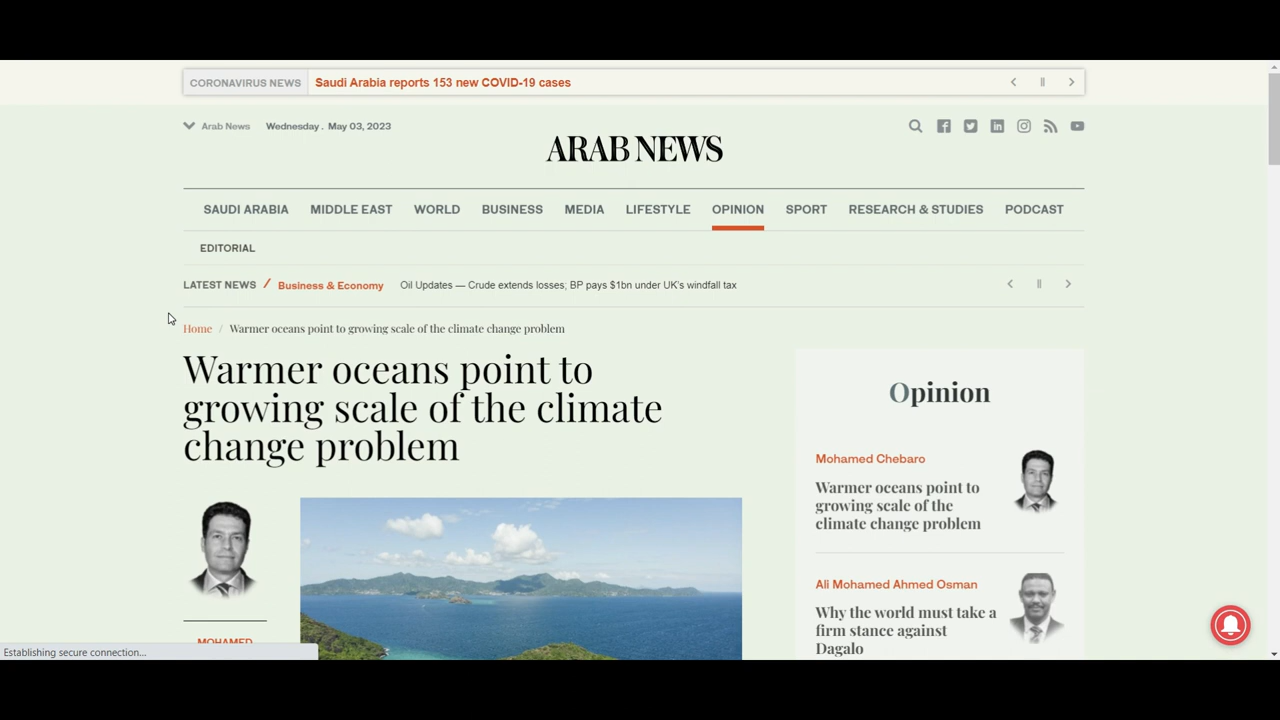 CORONAVIRUS NEWS Saudi Arabia reports 153 new COVID-19 cases
Arab News Wednesday . May 03, 2023
ARAB NEWS
SAUDI ARABIA MIDDLE EAST WORLD BUSINESS MEDIA LIFESTYLE OPINION SPORT RESEARCH & STUDIES PODCAST
EDITORIAL
LATEST NEWS / Business & Economy Oil Updates — Crude extends losses; BP pays $1bn under UK's windfall tax
Home / Warmer oceans point to growing scale of the climate change problem
Warmer oceans point to
growing scale of the climate
change problem
MOHAMED
Opinion
Mohamed Chebaro
Warmer oceans point to
growing scale of the
climate change problem
Ali Mohamed Ahmed Osman
Why the world must take a
firm stance against
Dagalo
Establishing secure connection...